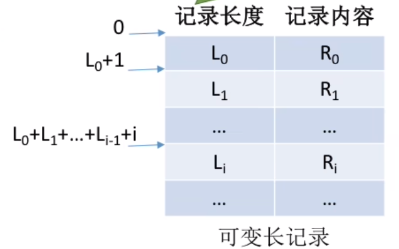 记录长度 记录内容
0
L₀ R₀
L₀+1
L₁ R₁
... ...
L₀+L₁+...+Lᵢ₋₁+i
Lᵢ Rᵢ
... ...
可变长记录